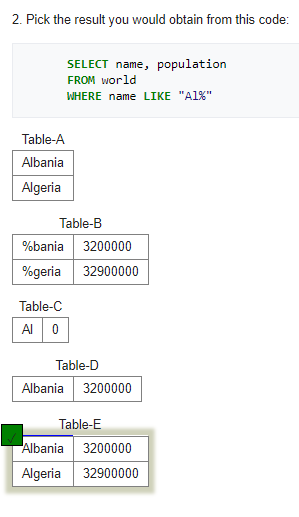 2. Pick the result you would obtain from this code:
SELECT name, population
FROM world
WHERE name LIKE "Al%"
Table-A
Albania
Algeria
Table-B
%bania 3200000
%geria 32900000
Table-C
Al 0
Table-D
Albania 3200000
Table-E
Albania 3200000
Algeria 32900000